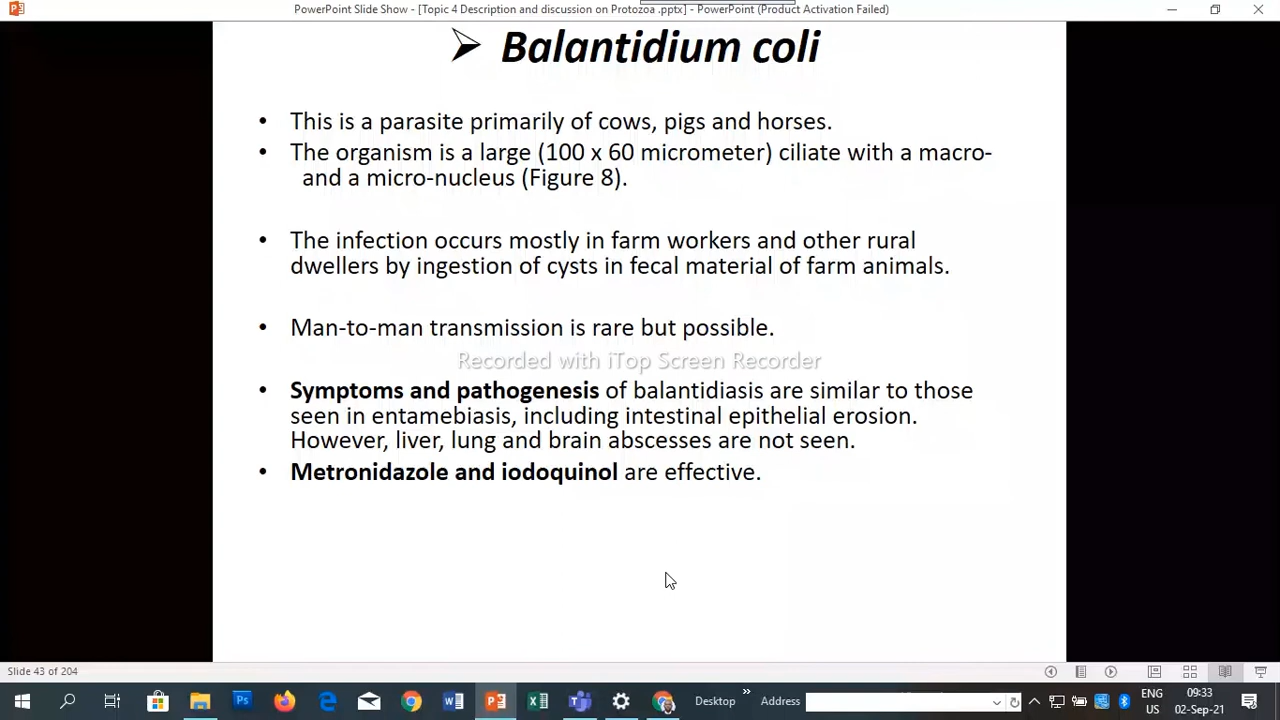 PowerPoint Slide Show - [Topic 4 Description and discussion on Protozoa .pptx] - PowerPoint (Product Activation Failed)
➢ Balantidium coli
• This is a parasite primarily of cows, pigs and horses.
• The organism is a large (100 x 60 micrometer) ciliate with a macro-
and a micro-nucleus (Figure 8).
• The infection occurs mostly in farm workers and other rural
dwellers by ingestion of cysts in fecal material of farm animals.
• Man-to-man transmission is rare but possible.
Recorded with iTop Screen Recorder
• Symptoms and pathogenesis of balantidiasis are similar to those
seen in entamebiasis, including intestinal epithelial erosion.
However, liver, lung and brain abscesses are not seen.
• Metronidazole and iodoquinol are effective.
Slide 43 of 204
Desktop
Address
ENG
US
09:33
02-Sep-21